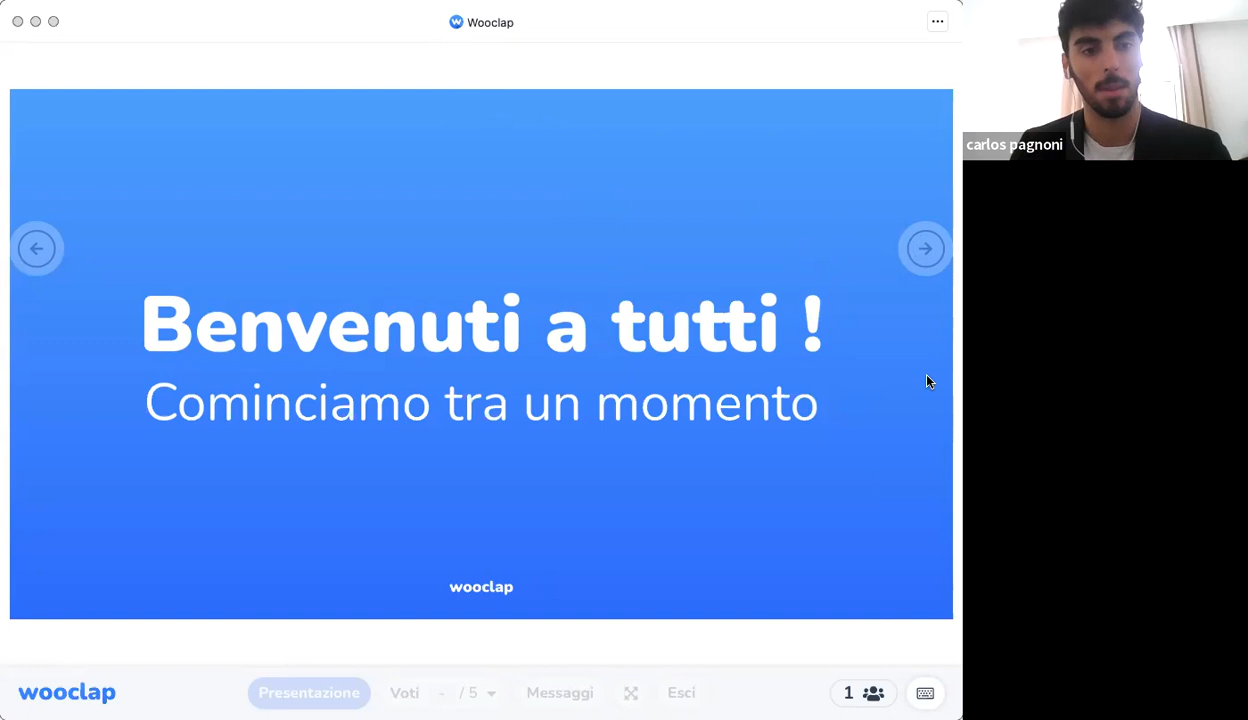 Wooclap
carlos pagnoni
Benvenuti a tutti !
Cominciamo tra un momento
wooclap
wooclap
Presentazione
Voti
- / 5
Messaggi
Esci
1